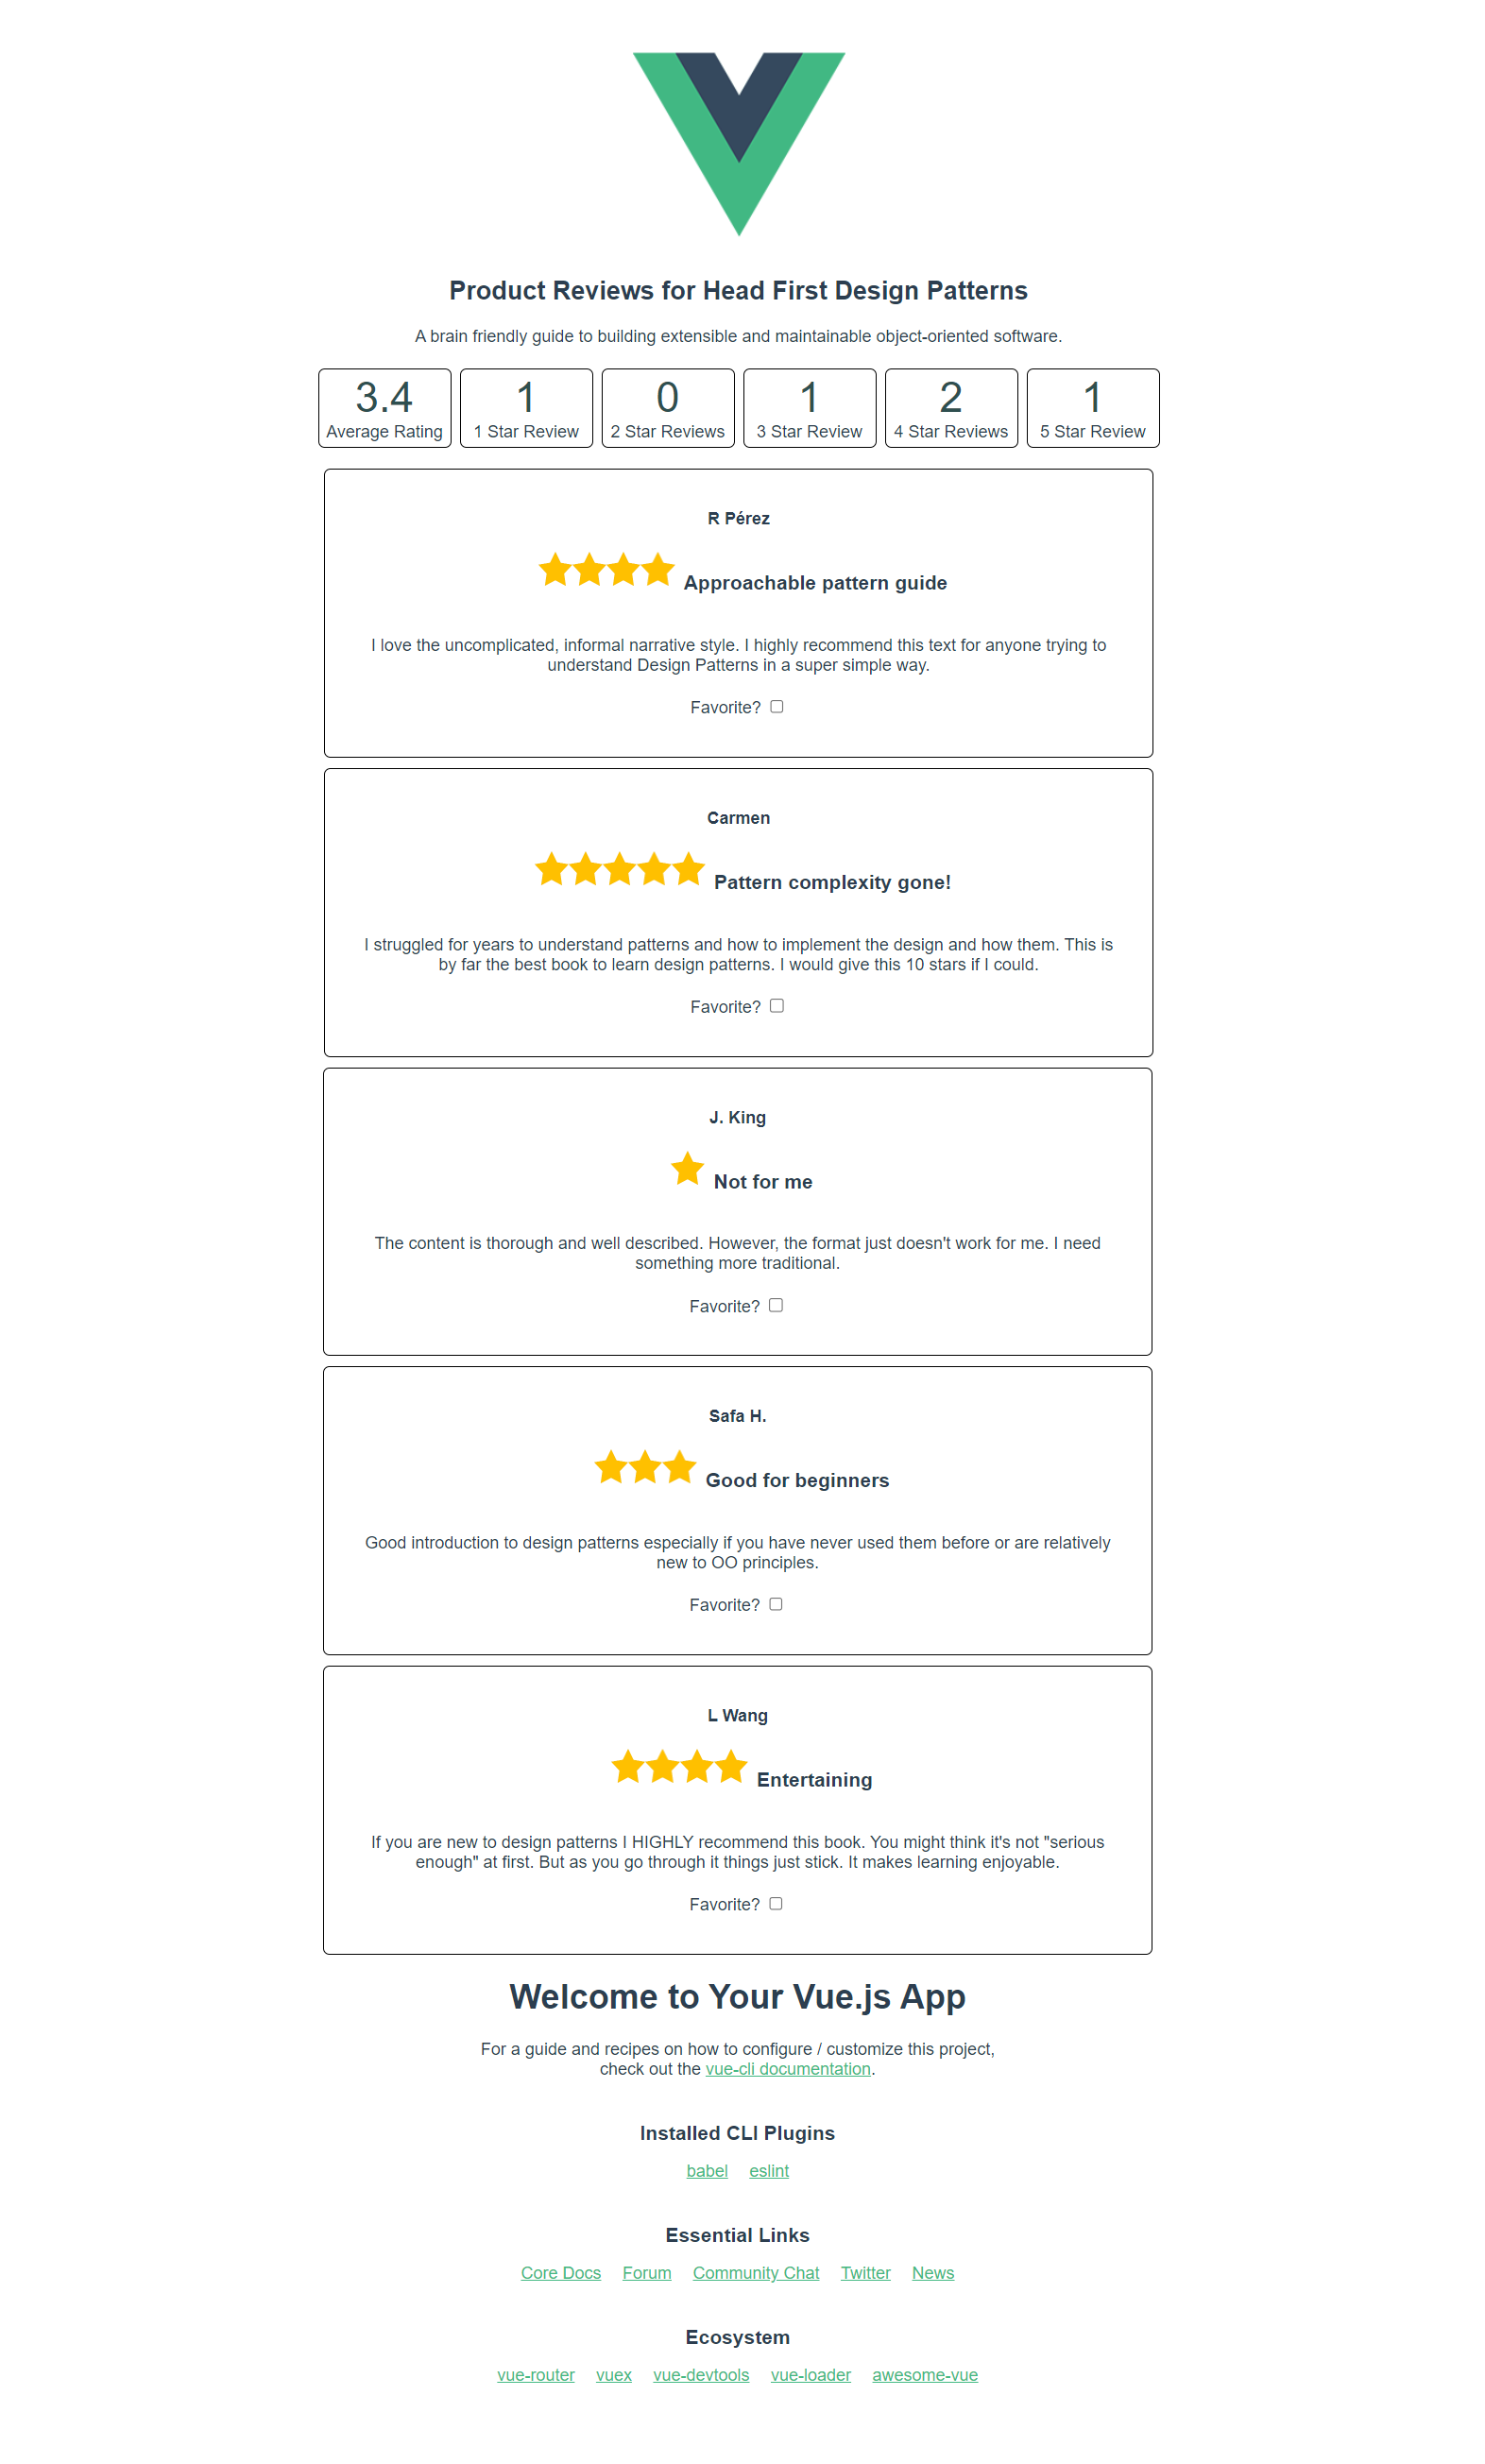 Product Reviews for Head First Design Patterns
A brain friendly guide to building extensible and maintainable object-oriented software.
3.4
Average Rating
1
1 Star Review
0
2 Star Reviews
1
3 Star Review
2
4 Star Reviews
1
5 Star Review
R Pérez
Approachable pattern guide
I love the uncomplicated, informal narrative style. I highly recommend this text for anyone trying to
understand Design Patterns in a super simple way.
Favorite?
Carmen
Pattern complexity gone!
I struggled for years to understand patterns and how to implement the design and how them. This is
by far the best book to learn design patterns. I would give this 10 stars if I could.
Favorite?
J. King
Not for me
The content is thorough and well described. However, the format just doesn't work for me. I need
something more traditional.
Favorite?
Safa H.
Good for beginners
Good introduction to design patterns especially if you have never used them before or are relatively
new to OO principles.
Favorite?
L Wang
Entertaining
If you are new to design patterns I HIGHLY recommend this book. You might think it's not "serious
enough" at first. But as you go through it things just stick. It makes learning enjoyable.
Favorite?
Welcome to Your Vue.js App
For a guide and recipes on how to configure / customize this project,
check out the vue-cli documentation.
Installed CLI Plugins
babel eslint
Essential Links
Core Docs Forum Community Chat Twitter News
Ecosystem
vue-router vuex vue-devtools vue-loader awesome-vue